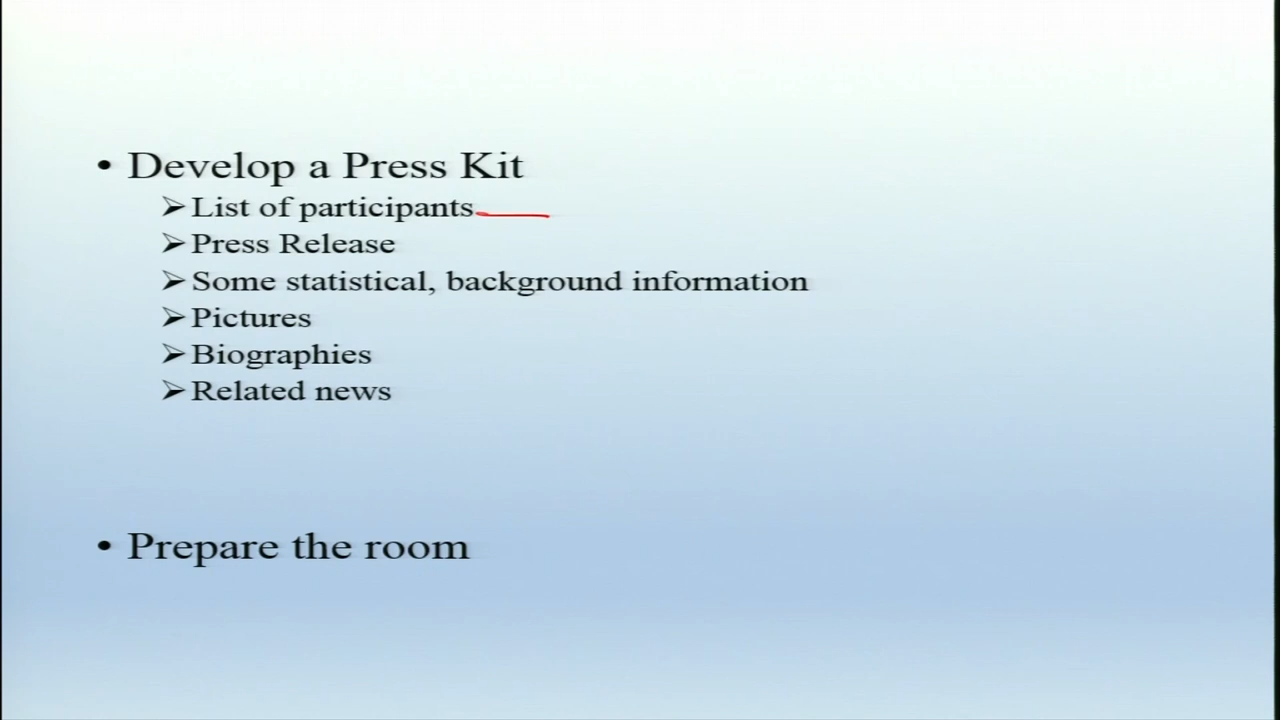 • Develop a Press Kit
➢ List of participants
➢ Press Release
➢ Some statistical, background information
➢ Pictures
➢ Biographies
➢ Related news
• Prepare the room